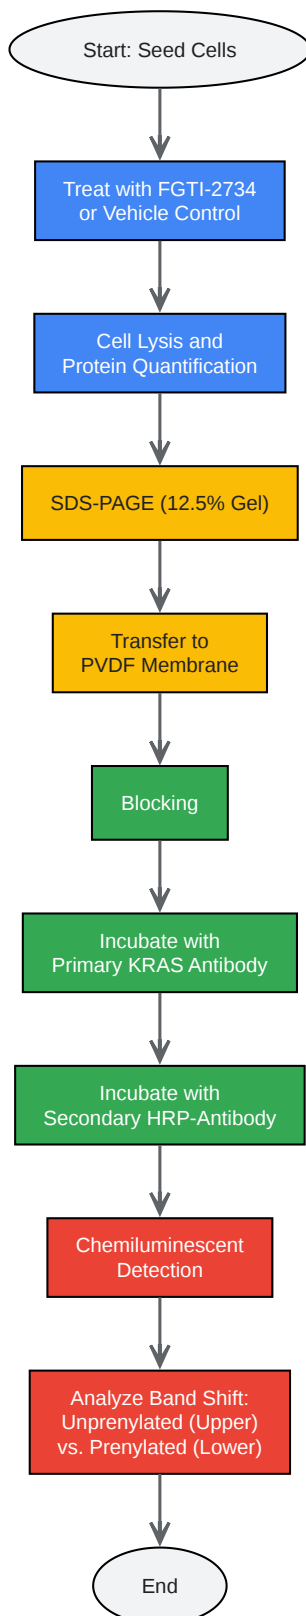 Start: Seed Cells
Treat with FGTI-2734
or Vehicle Control
Cell Lysis and
Protein Quantification
SDS-PAGE (12.5% Gel)
Transfer to
PVDF Membrane
Blocking
Incubate with
Primary KRAS Antibody
Incubate with
Secondary HRP-Antibody
Chemiluminescent
Detection
Analyze Band Shift:
Unprenylated (Upper)
vs. Prenylated (Lower)
End